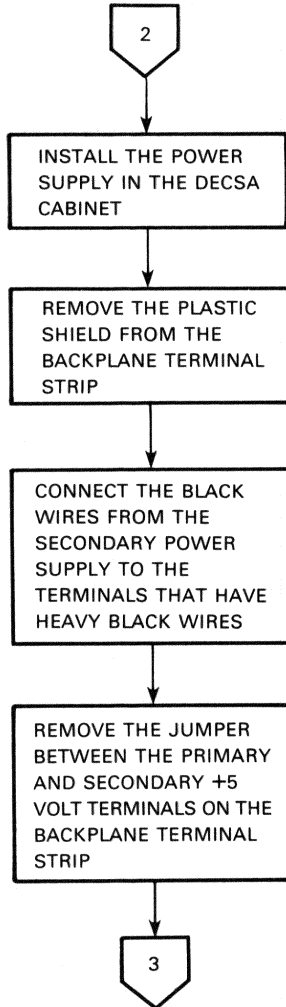 2
INSTALL THE POWER
SUPPLY IN THE DECSA
CABINET
REMOVE THE PLASTIC
SHIELD FROM THE
BACKPLANE TERMINAL
STRIP
CONNECT THE BLACK
WIRES FROM THE
SECONDARY POWER
SUPPLY TO THE
TERMINALS THAT HAVE
HEAVY BLACK WIRES
REMOVE THE JUMPER
BETWEEN THE PRIMARY
AND SECONDARY +5
VOLT TERMINALS ON THE
BACKPLANE TERMINAL
STRIP
3